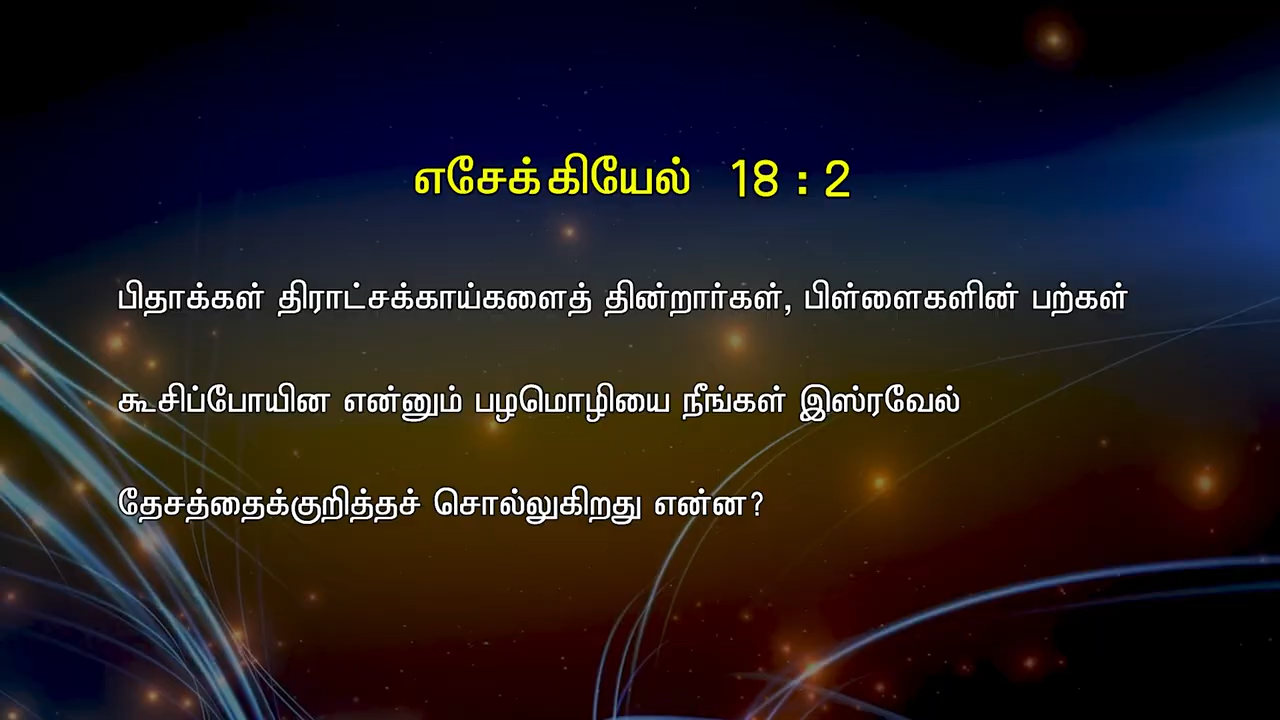 எசேக்கியேல் 18 : 2
பிதாக்கள் திராட்சக்காய்களைத் தின்றார்கள், பிள்ளைகளின் பற்கள்
கூசிப்போயின என்னும் பழமொழியை நீங்கள் இஸ்ரவேல்
தேசத்தைக்குறித்தச் சொல்லுகிறது என்ன?